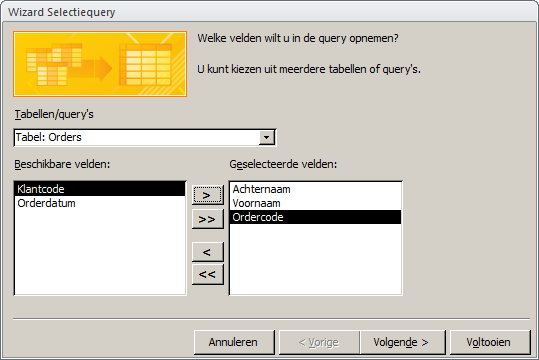 Wizard Selectiequery
Welke velden wilt u in de query opnemen?
U kunt kiezen uit meerdere tabellen of query's.
Tabellen/query's
Tabel: Orders
Beschikbare velden:
Geselecteerde velden:
Klantcode
Orderdatum
>
>>
<
<<
Achternaam
Voornaam
Ordercode
Annuleren
< Vorige
Volgende >
Voltooien